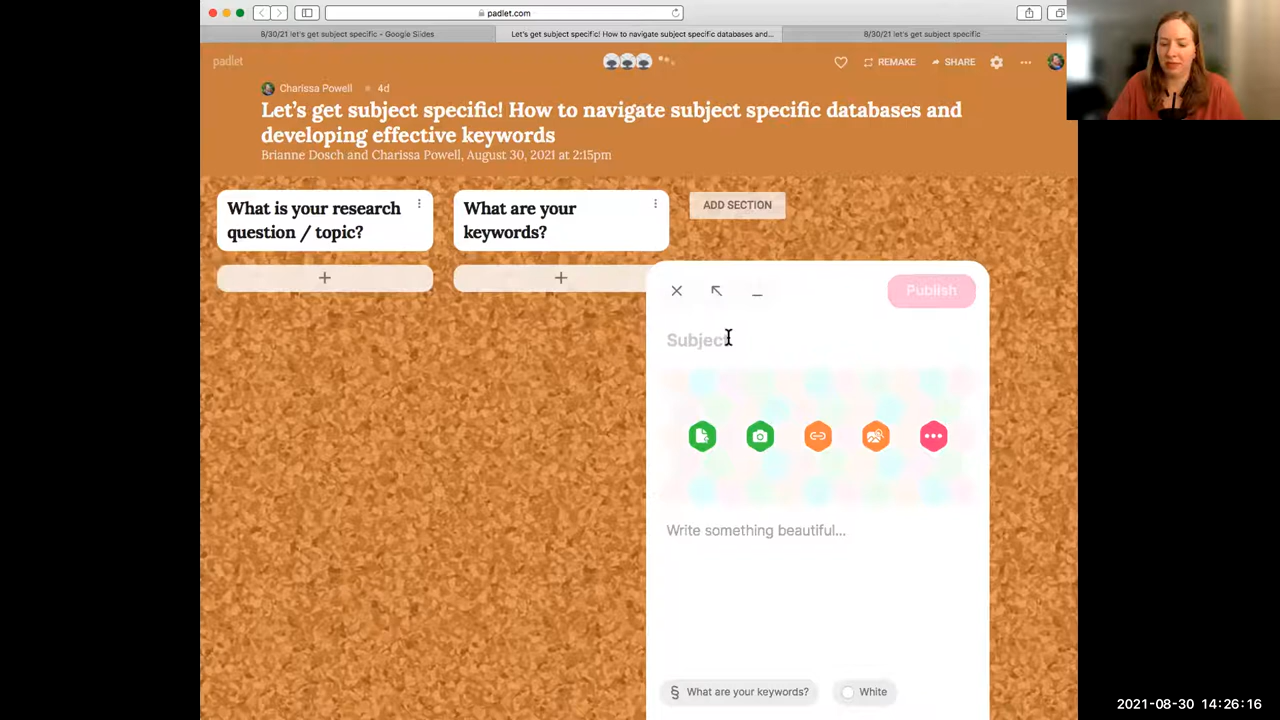 padlet.com
8/30/21 let's get subject specific - Google Slides
Let's get subject specific! How to navigate subject specific databases and...
8/30/21 let's get subject specific
padlet
REMAKE
SHARE
Charissa Powell
4d
Let's get subject specific! How to navigate subject specific databases and
developing effective keywords
Brianne Dosch and Charissa Powell, August 30, 2021 at 2:15pm
What is your research
question / topic?
What are your
keywords?
ADD SECTION
Publish
Subject
Write something beautiful...
What are your keywords?
White
2021-08-30 14:26:16